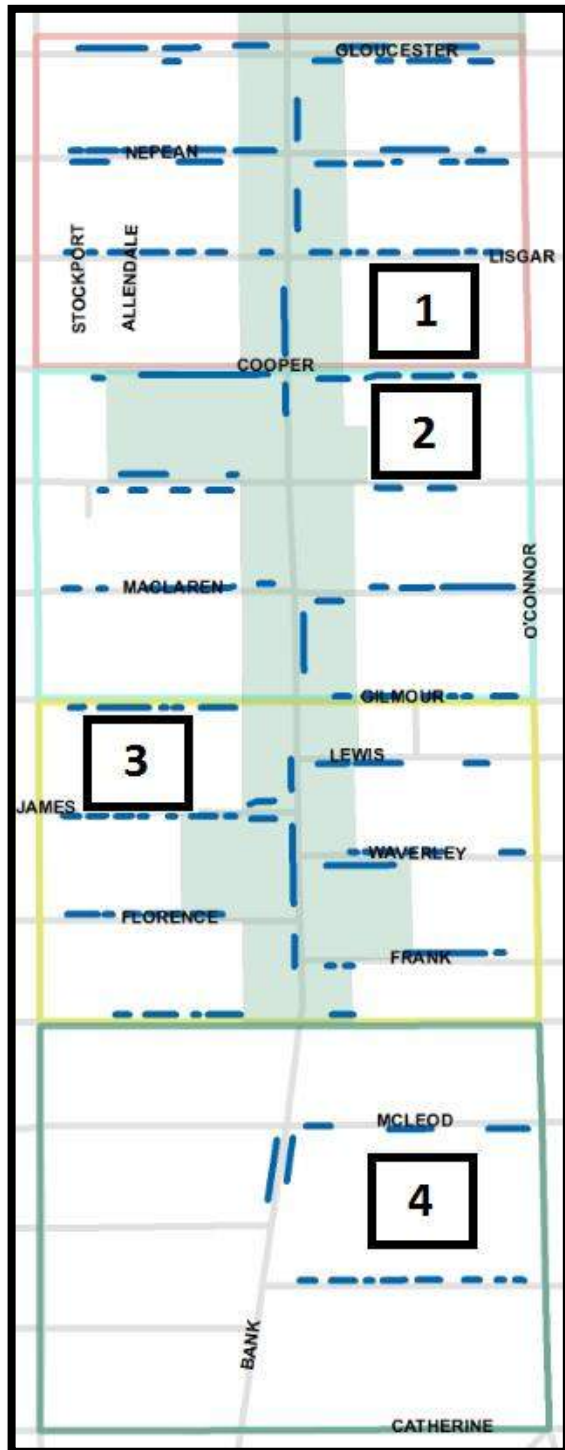 GLOUCESTER
NEPEAN
STOCKPORT
ALLENDALE
LISGAR
1
COOPER
2
MACLAREN
O'CONNOR
GILMOUR
3
LEWIS
JAMES
WAVERLEY
FLORENCE
FRANK
MCLEOD
4
BANK
CATHERINE